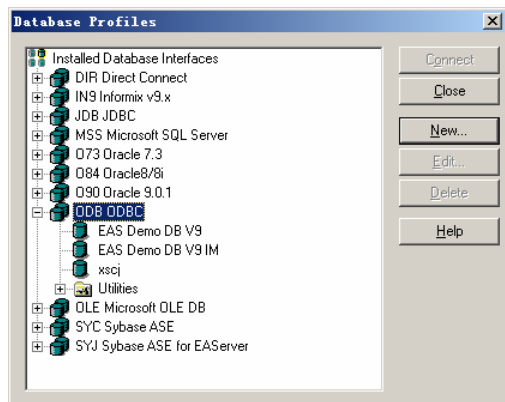 Database Profiles
Installed Database Interfaces
DIR Direct Connect
IN9 Informix v9.x
JDB JDBC
MSS Microsoft SQL Server
O73 Oracle 7.3
O84 Oracle8/8i
O90 Oracle 9.0.1
ODB ODBC
EAS Demo DB V9
EAS Demo DB V9 IM
xscj
Utilities
OLE Microsoft OLE DB
SYC Sybase ASE
SYJ Sybase ASE for EAServer
Connect
Close
New...
Edit...
Delete
Help